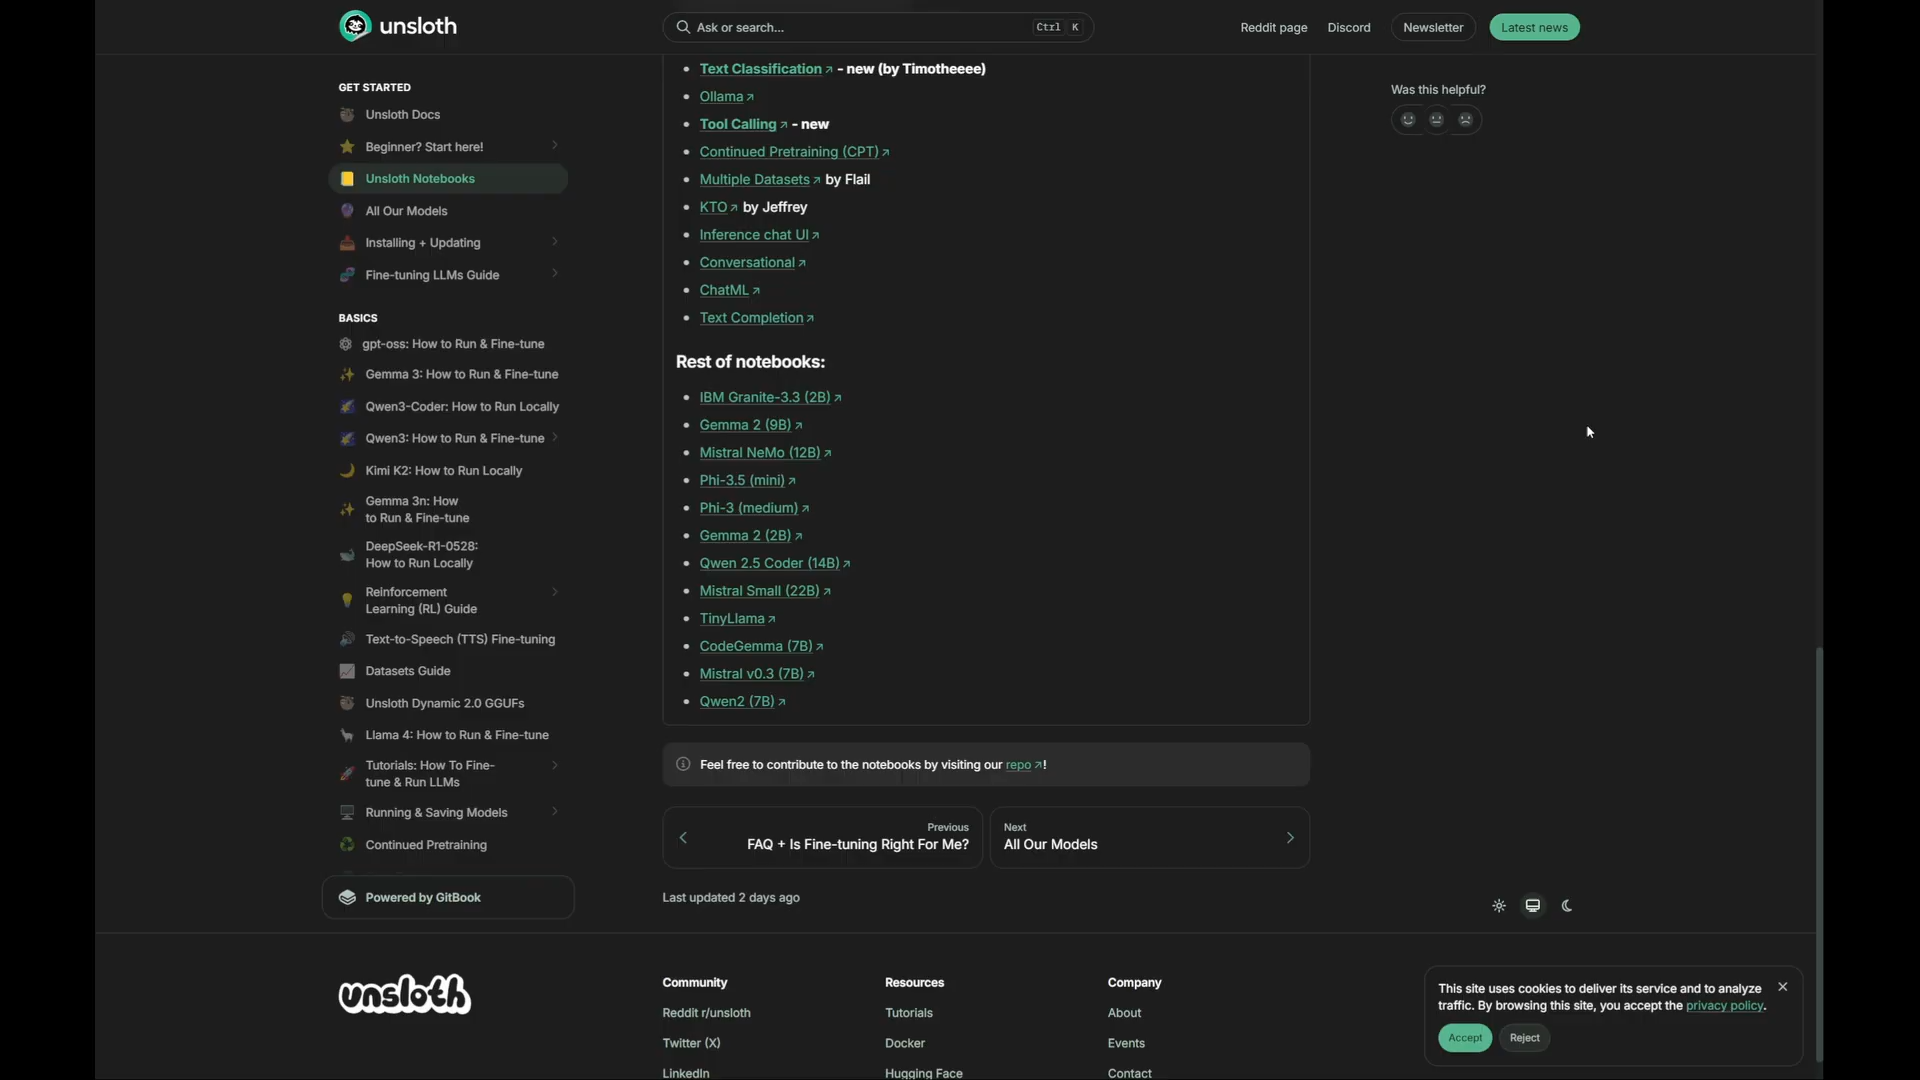 unsloth
Ask or search...
Ctrl K
Reddit page
Discord
Newsletter
Latest news
GET STARTED
Unsloth Docs
Beginner? Start here!
Unsloth Notebooks
All Our Models
Installing + Updating
Fine-tuning LLMs Guide
BASICS
gpt-oss: How to Run & Fine-tune
Gemma 3: How to Run & Fine-tune
Qwen3-Coder: How to Run Locally
Qwen3: How to Run & Fine-tune
Kimi K2: How to Run Locally
Gemma 3n: How
to Run & Fine-tune
DeepSeek-R1-0528:
How to Run Locally
Reinforcement
Learning (RL) Guide
Text-to-Speech (TTS) Fine-tuning
Datasets Guide
Unsloth Dynamic 2.0 GGUFs
Llama 4: How to Run & Fine-tune
Tutorials: How To Fine-
tune & Run LLMs
Running & Saving Models
Continued Pretraining
Powered by GitBook
Text Classification - new (by Timotheeee)
Ollama
Tool Calling - new
Continued Pretraining (CPT)
Multiple Datasets by Flail
KTO by Jeffrey
Inference chat UI
Conversational
ChatML
Text Completion
Rest of notebooks:
IBM Granite-3.3 (2B)
Gemma 2 (9B)
Mistral NeMo (12B)
Phi-3.5 (mini)
Phi-3 (medium)
Gemma 2 (2B)
Qwen 2.5 Coder (14B)
Mistral Small (22B)
TinyLlama
CodeGemma (7B)
Mistral v0.3 (7B)
Qwen2 (7B)
Feel free to contribute to the notebooks by visiting our repo!
Previous
FAQ + Is Fine-tuning Right For Me?
Next
All Our Models
Last updated 2 days ago
Was this helpful?
unsloth
Community
Reddit r/unsloth
Twitter (X)
LinkedIn
Resources
Tutorials
Docker
Hugging Face
Company
About
Events
Contact
This site uses cookies to deliver its service and to analyze
traffic. By browsing this site, you accept the privacy policy.
Accept
Reject